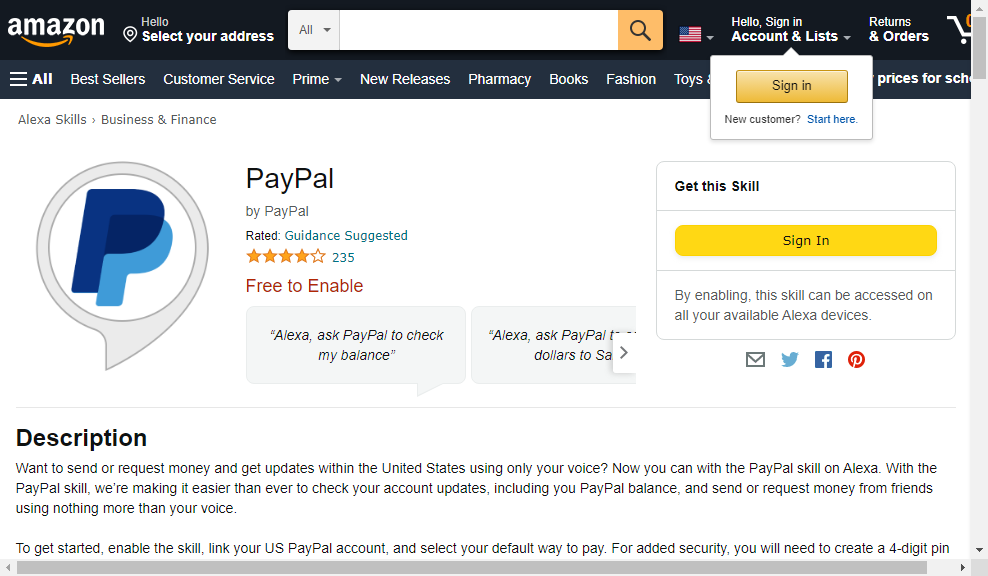 amazon
Hello
Select your address
All
Hello, Sign in
Account & Lists
Returns
& Orders
0
All
Best Sellers
Customer Service
Prime
New Releases
Pharmacy
Books
Fashion
Toys &
prices for scho
Sign in
New customer? Start here.
Alexa Skills › Business & Finance
PayPal
by PayPal
Rated: Guidance Suggested
235
Free to Enable
“Alexa, ask PayPal to check
my balance”
“Alexa, ask PayPal
dollars to Sa
Get this Skill
Sign In
By enabling, this skill can be accessed on
all your available Alexa devices.
Description
Want to send or request money and get updates within the United States using only your voice? Now you can with the PayPal skill on Alexa. With the
PayPal skill, we’re making it easier than ever to check your account updates, including you PayPal balance, and send or request money from friends
using nothing more than your voice.
To get started, enable the skill, link your US PayPal account, and select your default way to pay. For added security, you will need to create a 4-digit pin